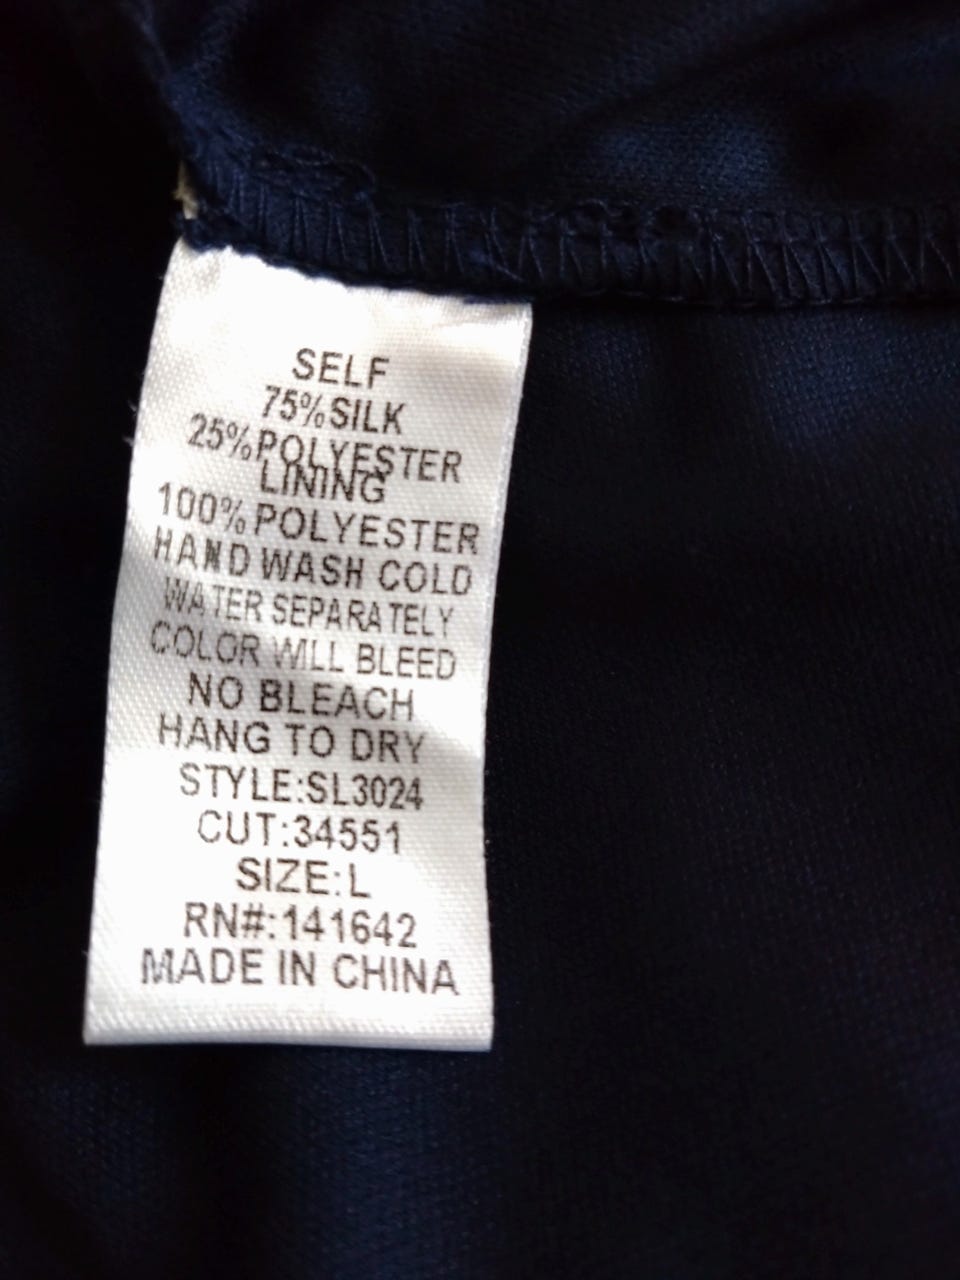 SELF
75%SILK
25%POLYESTER
LINING
100%POLYESTER
HAND WASH COLD
WATER SEPARATELY
COLOR WILL BLEED
NO BLEACH
HANG TO DRY
STYLE:SL3024
CUT:34551
SIZE:L
RN#:141642
MADE IN CHINA